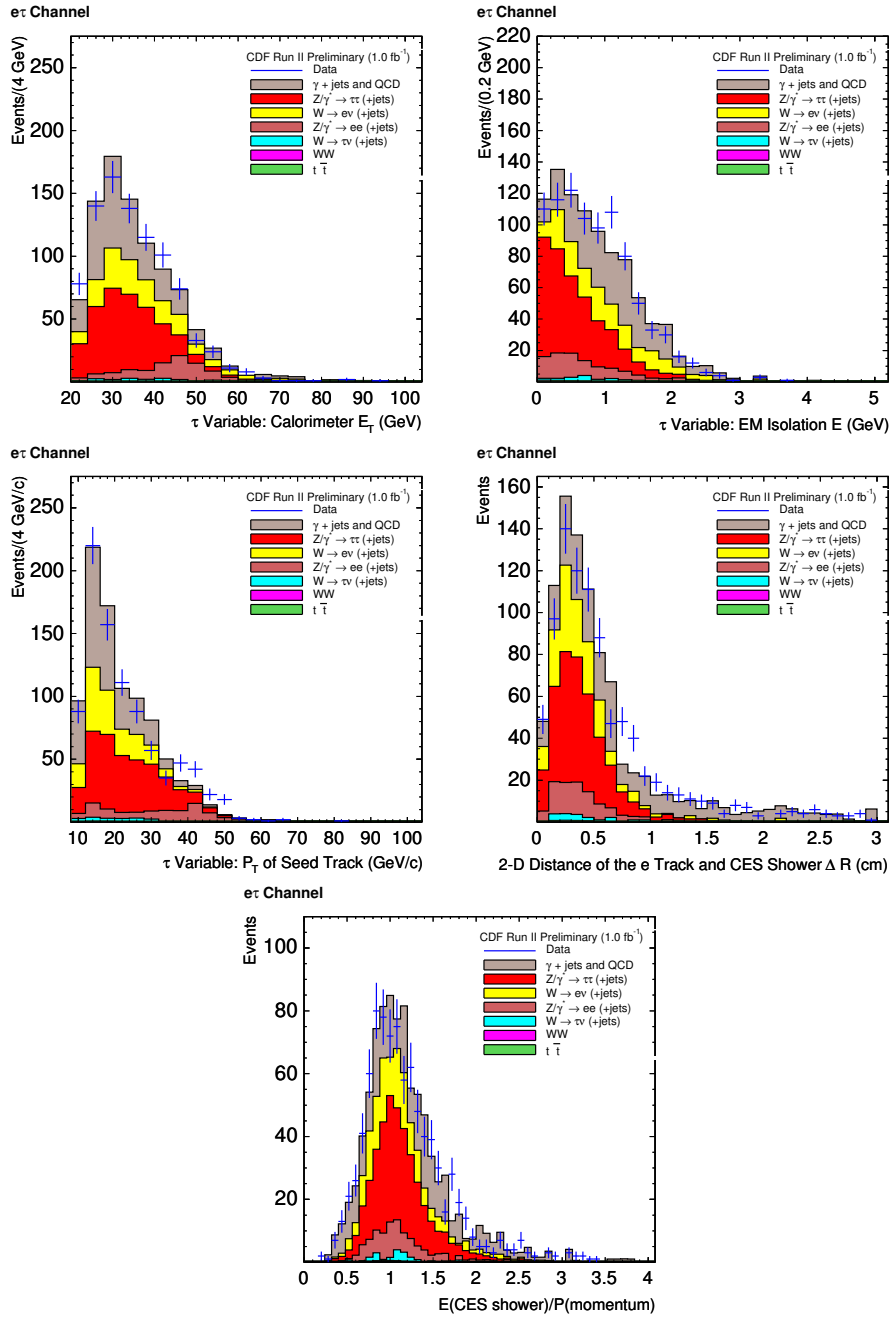 eτ Channel
Events/(4 GeV)
250
200
150
100
50
CDF Run II Preliminary (1.0 fb⁻¹)
Data
γ + jets and QCD
Z/γ* → ττ (+jets)
W → eν (+jets)
Z/γ* → ee (+jets)
W → τν (+jets)
WW
t t̄
20 30 40 50 60 70 80 90 100
τ Variable: Calorimeter E_T (GeV)
eτ Channel
Events/(0.2 GeV)
220
200
180
160
140
120
100
80
60
40
20
CDF Run II Preliminary (1.0 fb⁻¹)
Data
γ + jets and QCD
Z/γ* → ττ (+jets)
W → eν (+jets)
Z/γ* → ee (+jets)
W → τν (+jets)
WW
t t̄
0 1 2 3 4 5
τ Variable: EM Isolation E (GeV)
eτ Channel
Events/(4 GeV/c)
250
200
150
100
50
CDF Run II Preliminary (1.0 fb⁻¹)
Data
γ + jets and QCD
Z/γ* → ττ (+jets)
W → eν (+jets)
Z/γ* → ee (+jets)
W → τν (+jets)
WW
t t̄
10 20 30 40 50 60 70 80 90 100
τ Variable: P_T of Seed Track (GeV/c)
eτ Channel
Events
160
140
120
100
80
60
40
20
CDF Run II Preliminary (1.0 fb⁻¹)
Data
γ + jets and QCD
Z/γ* → ττ (+jets)
W → eν (+jets)
Z/γ* → ee (+jets)
W → τν (+jets)
WW
t t̄
0 0.5 1 1.5 2 2.5 3
2-D Distance of the e Track and CES Shower Δ R (cm)
eτ Channel
Events
100
80
60
40
20
CDF Run II Preliminary (1.0 fb⁻¹)
Data
γ + jets and QCD
Z/γ* → ττ (+jets)
W → eν (+jets)
Z/γ* → ee (+jets)
W → τν (+jets)
WW
t t̄
0 0.5 1 1.5 2 2.5 3 3.5 4
E(CES shower)/P(momentum)